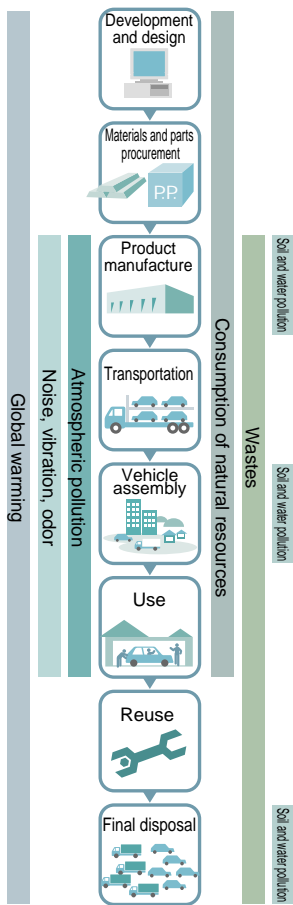 Development
and design
Materials and parts
procurement
P.P.
Product
manufacture
Transportation
Vehicle
assembly
Use
Reuse
Final disposal
Global warming
Noise, vibration, odor
Atmospheric pollution
Consumption of natural resources
Wastes
Soil and water pollution
Soil and water pollution
Soil and water pollution